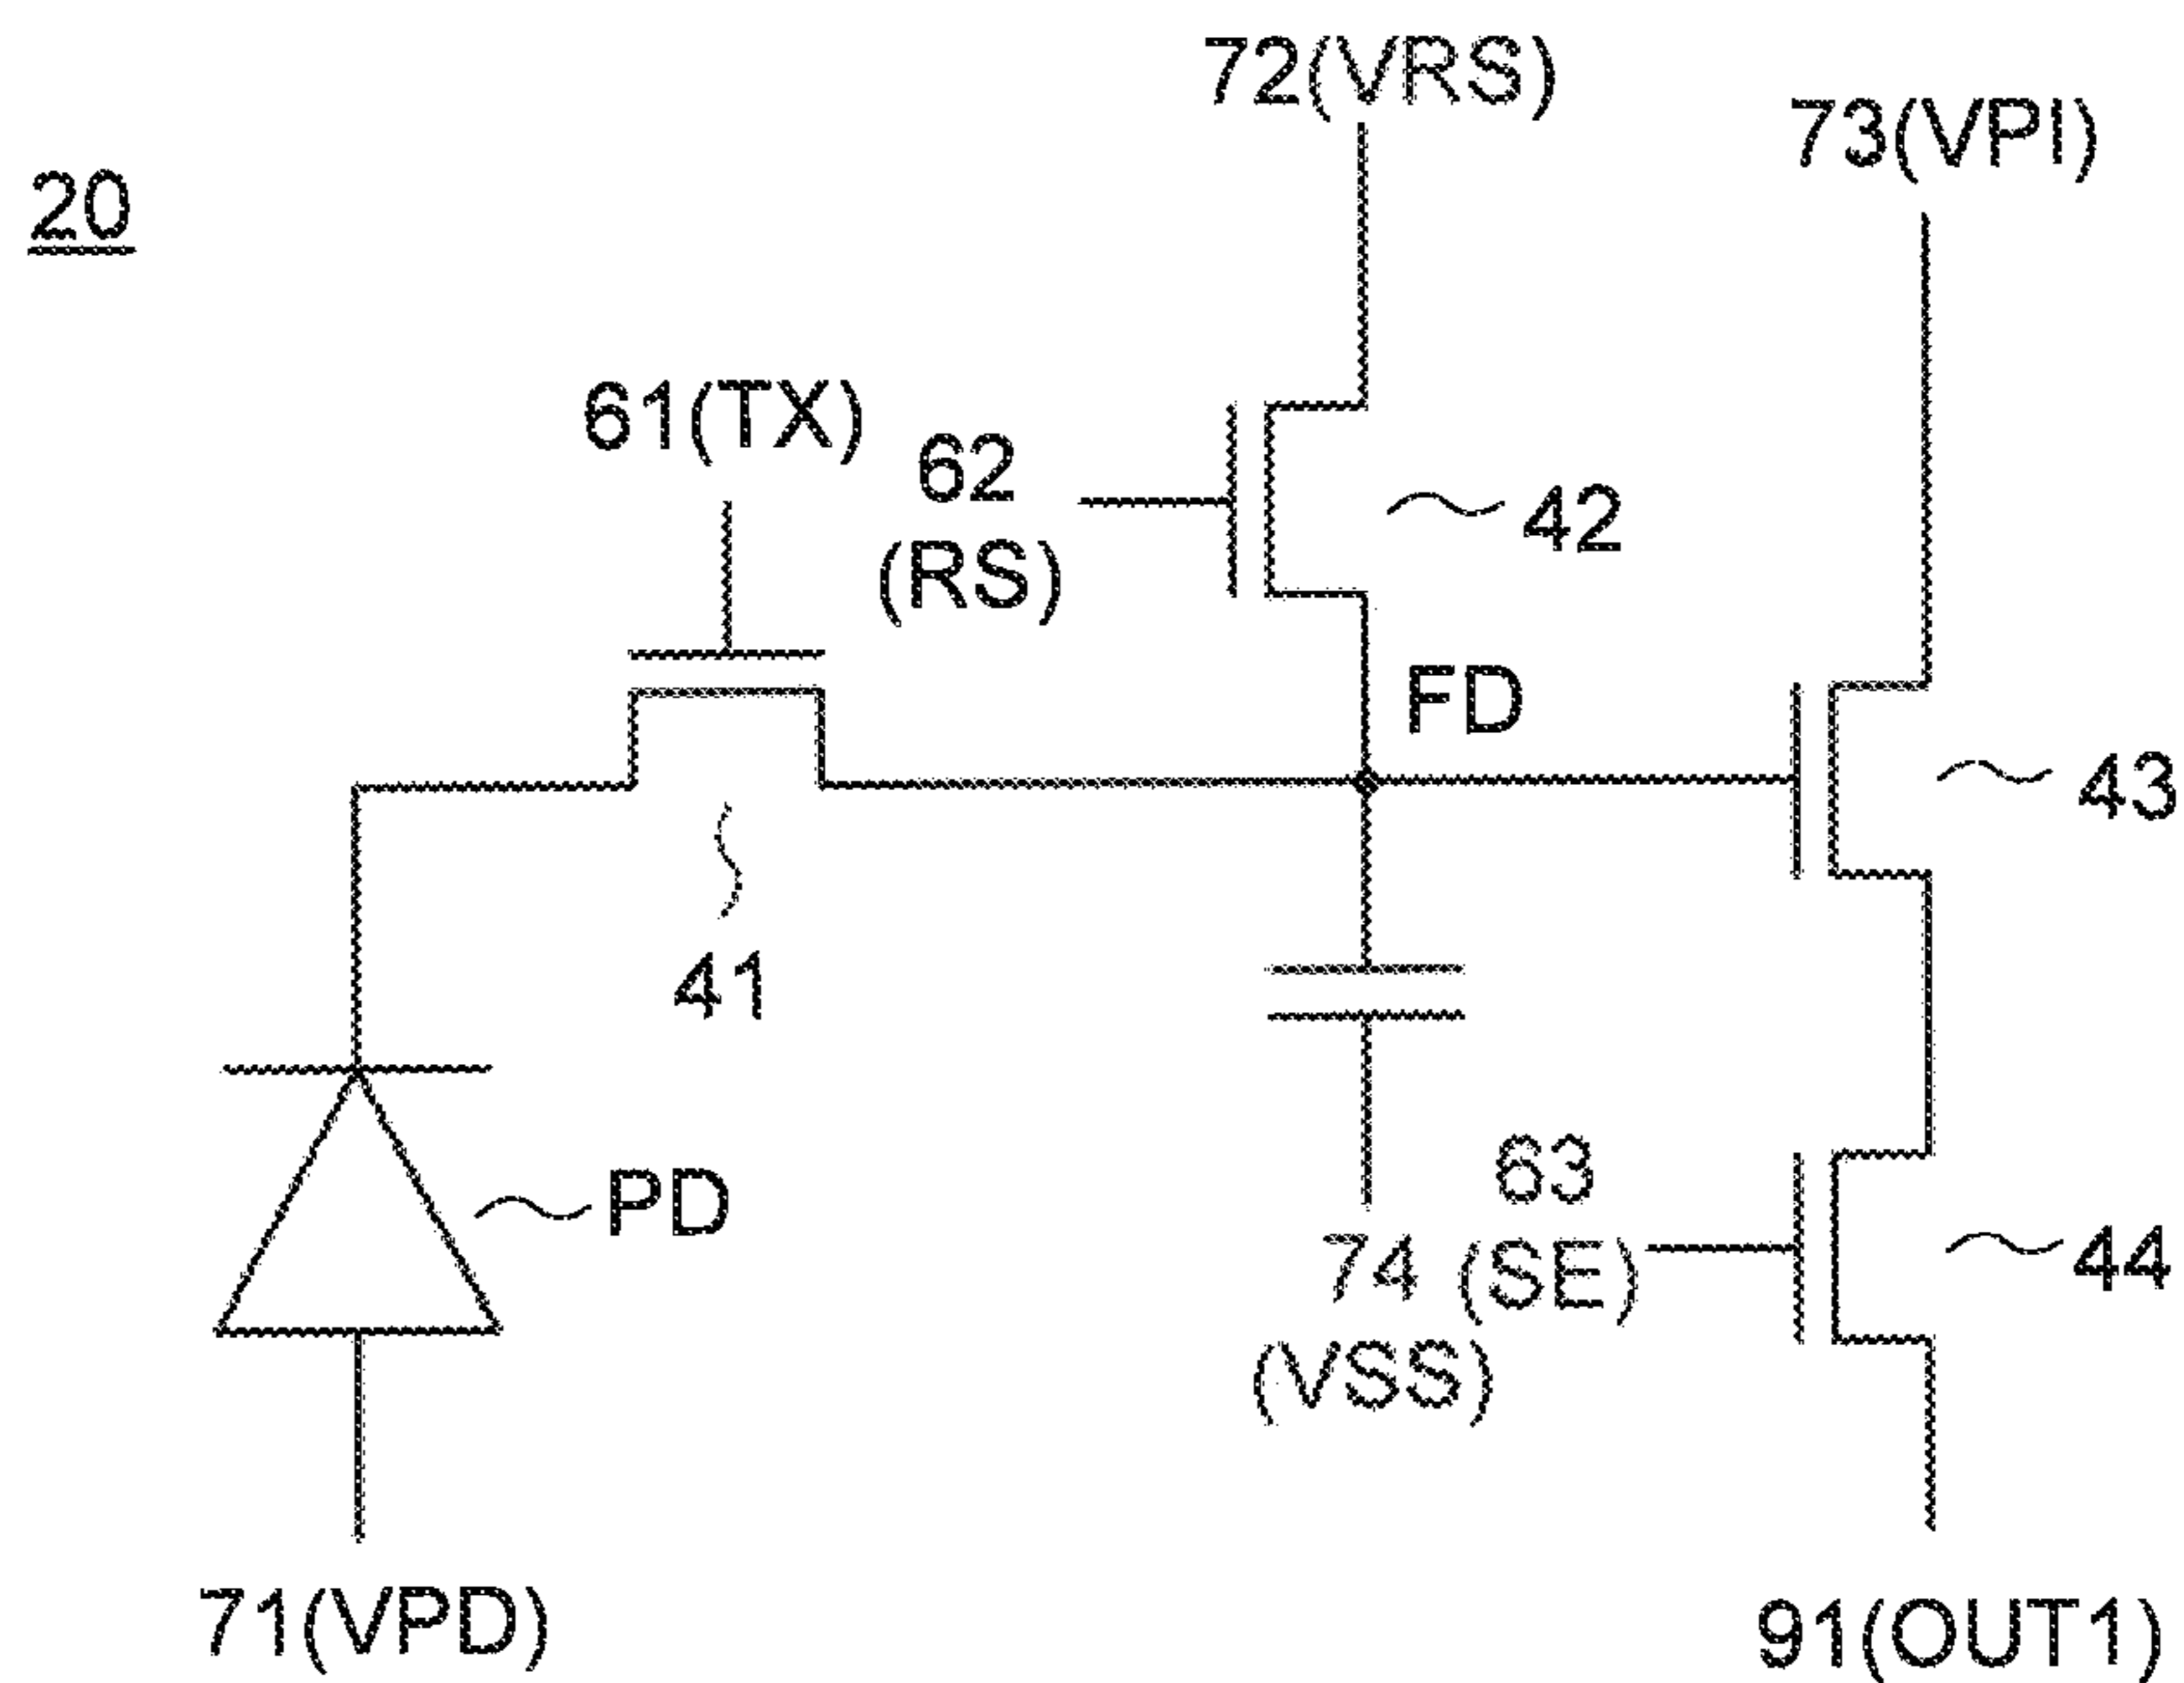 72(VRS)
73(VPI)
20
61(TX)
62
(RS)
42
FD
43
41
PD
63
74
(SE)
44
(VSS)
71(VPD)
91(OUT1)